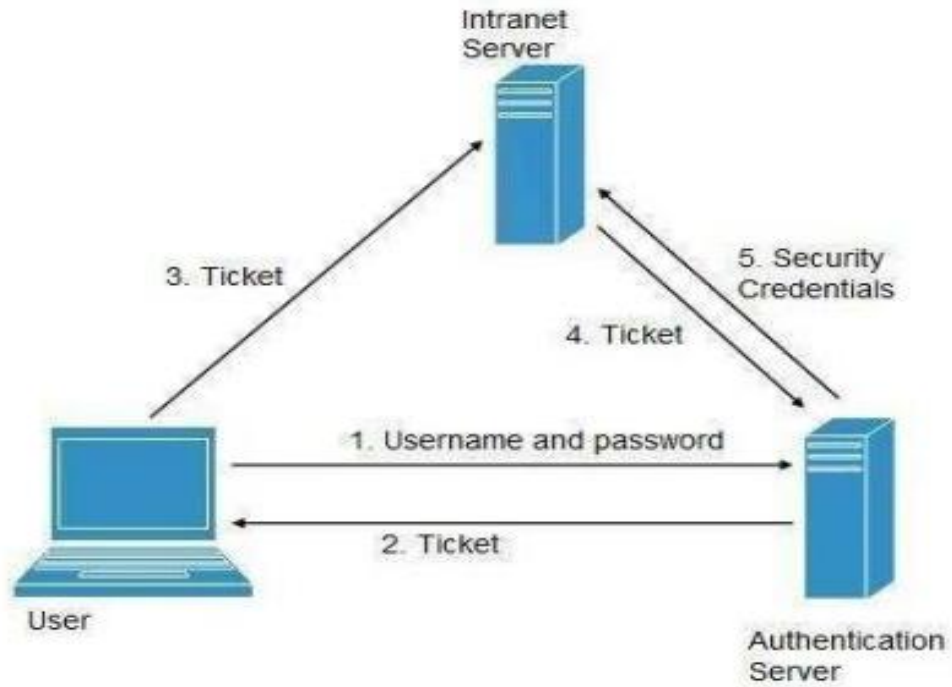 Intranet
Server
3. Ticket
5. Security
Credentials
4. Ticket
1. Username and password
2. Ticket
User
Authentication
Server